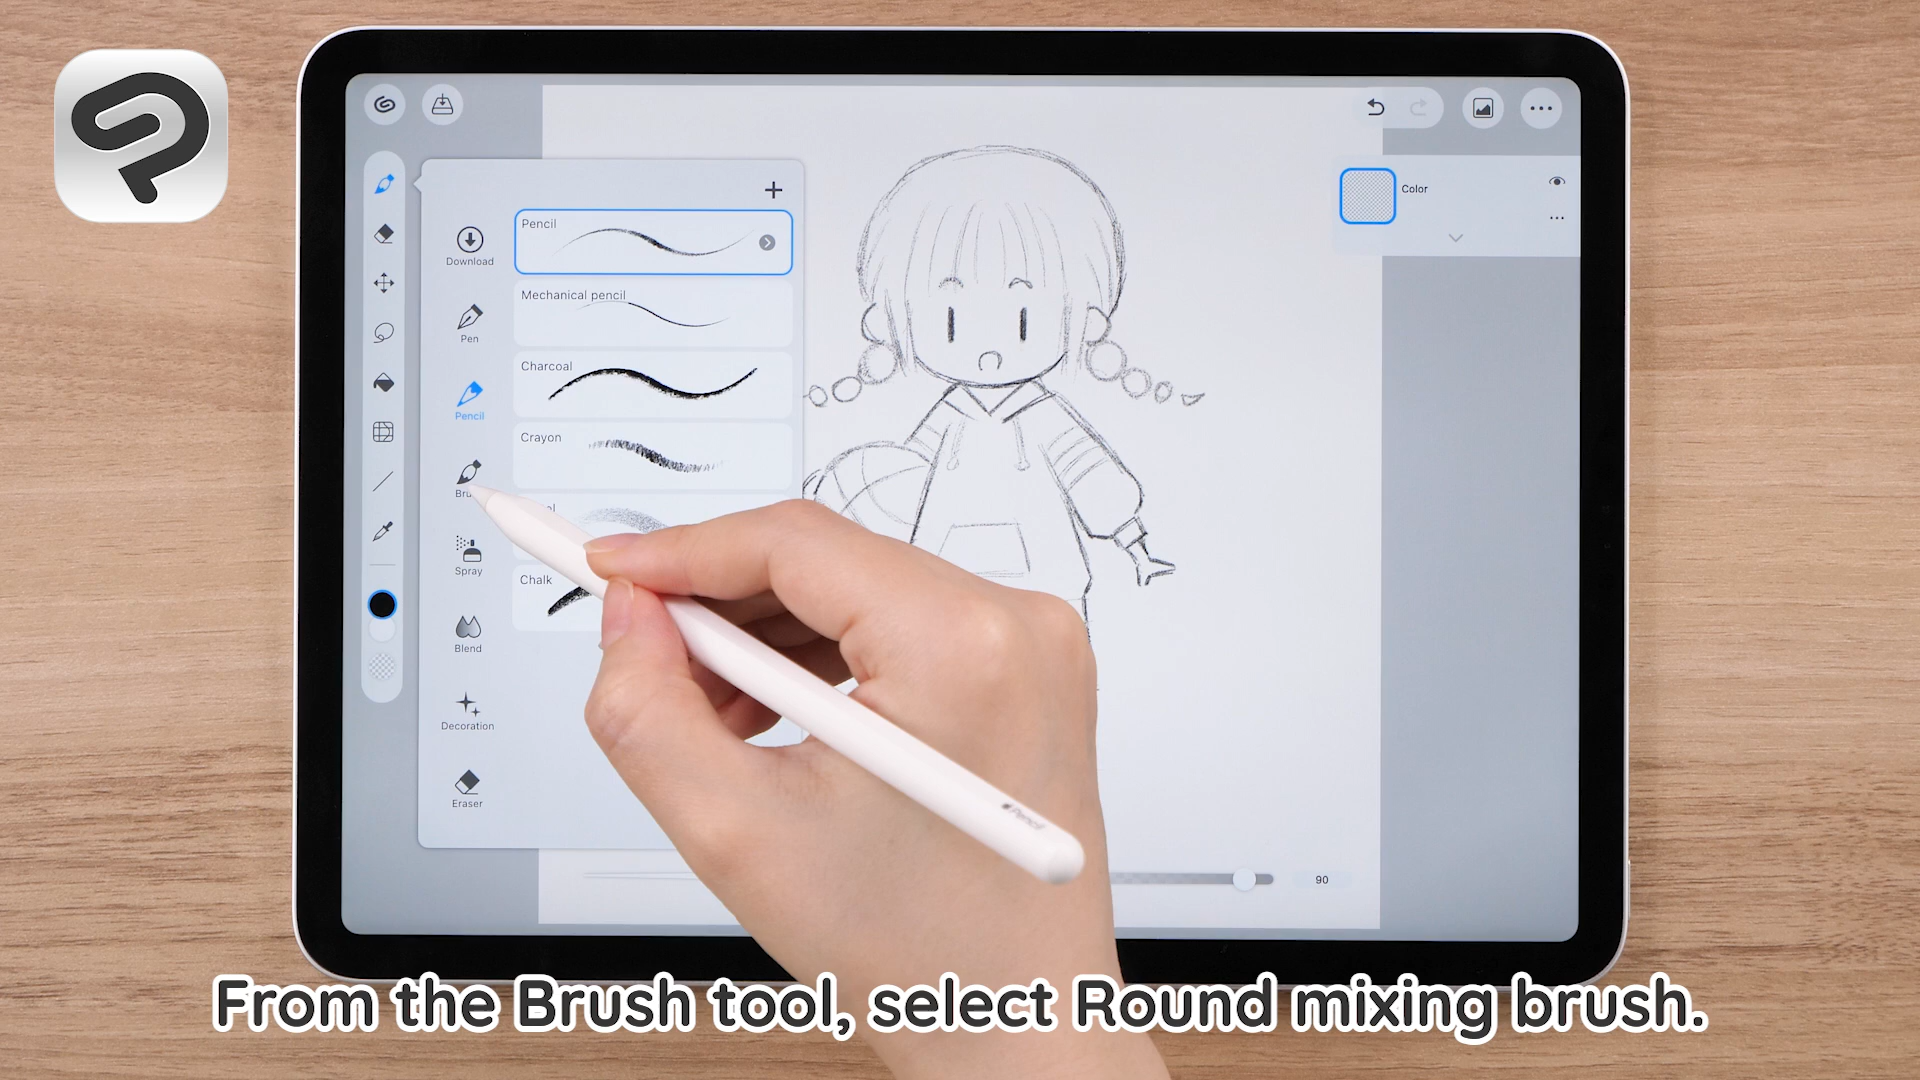 Color
Pencil
Download
Mechanical pencil
Pen
Charcoal
Pencil
Crayon
Spray
Chalk
Blend
Decoration
Eraser
90
Pencil
From the Brush tool, select Round mixing brush.